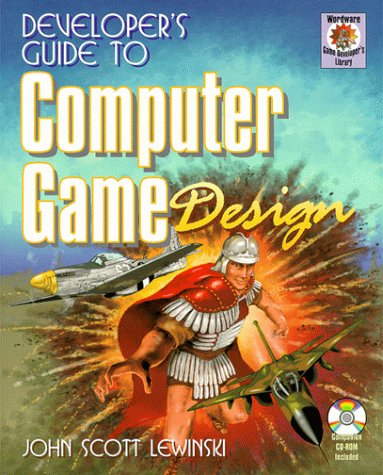 DEVELOPER'S
GUIDE TO
Computer
Game Design
Wordware
Game Developer's
Library
JOHN SCOTT LEWINSKI
Companion
CD-ROM
Included